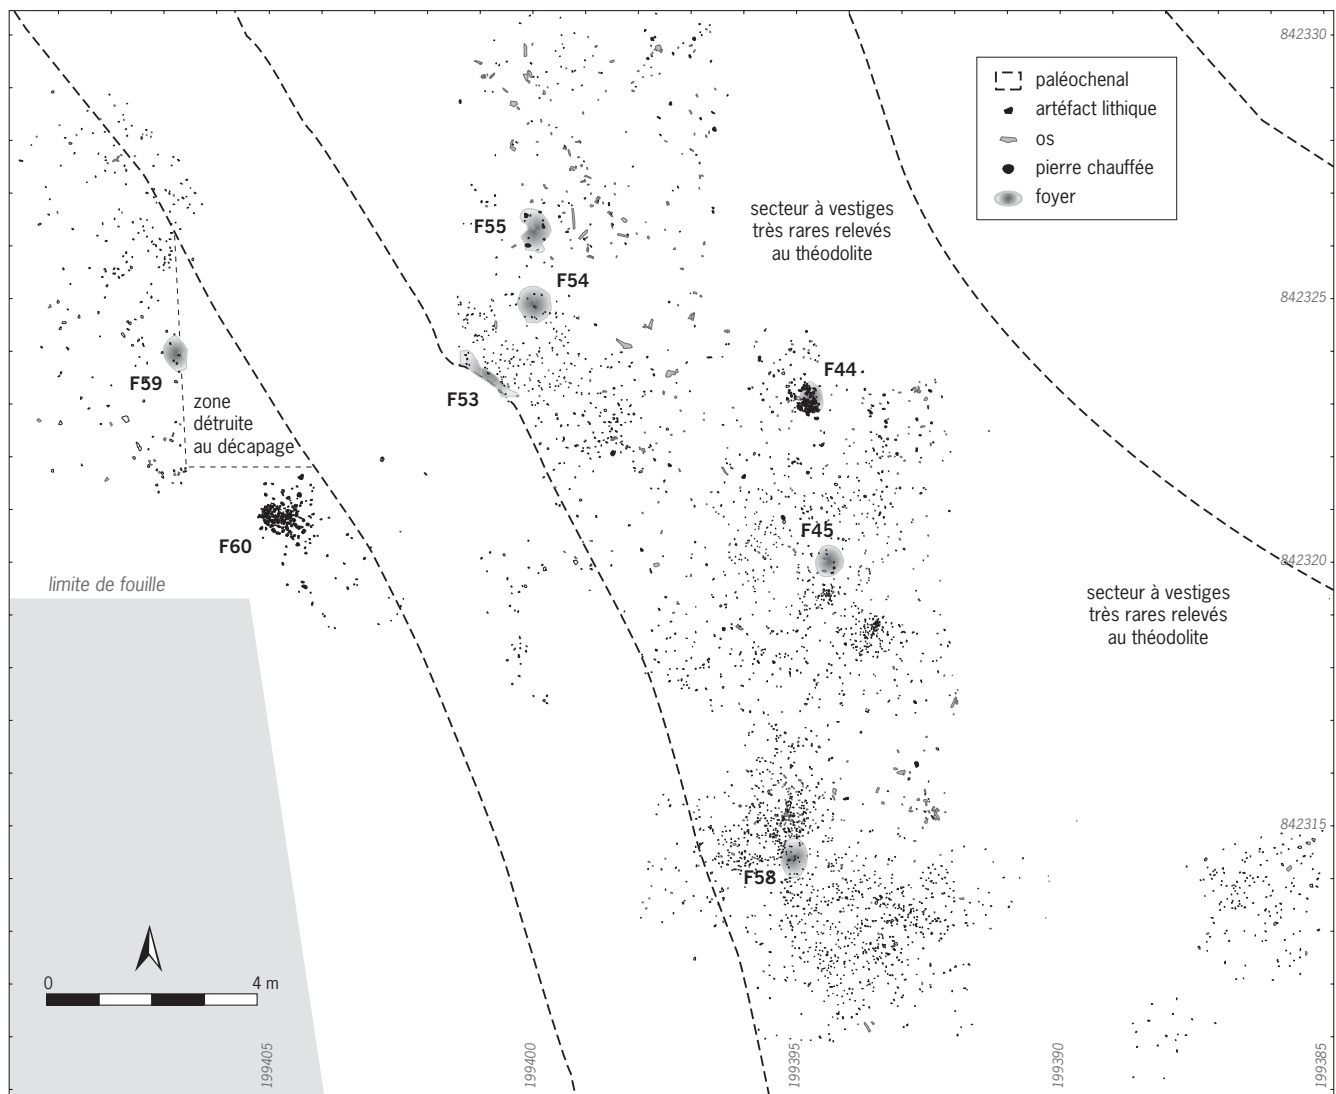 842330
paléochenal
artéfact lithique
os
pierre chauffée
foyer
secteur à vestiges
très rares relevés
au théodolite
F55
F54
842325
F44
F59
F53
zone
détruite
au décapage
F45
F60
842320
limite de fouille
secteur à vestiges
très rares relevés
au théodolite
842315
F58
0
4 m
199405
199400
199395
199390
199385